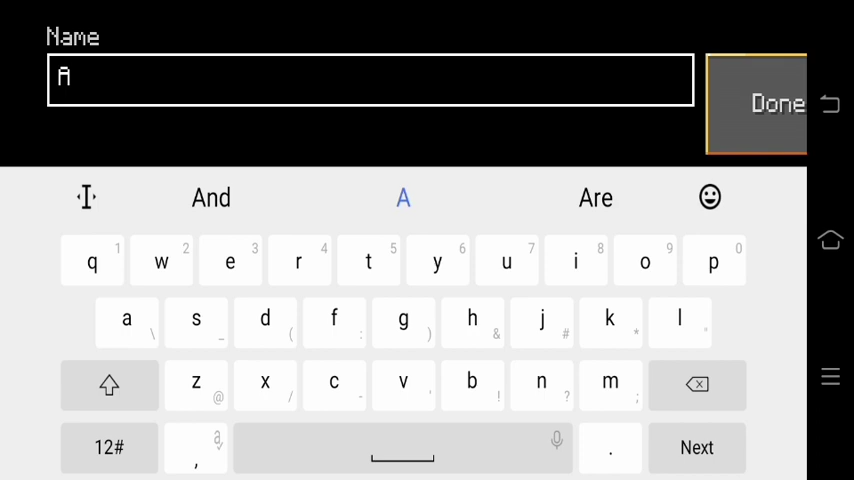 Name
A
Done
And A Are
q 1 w 2 e 3 r 4 t 5 y 6 u 7 i 8 o 9 p 0
a \ s _ d ( f : g ) h & j # k * l "
z @ x / c - v ' b ! n ? m ;
12# , a . Next